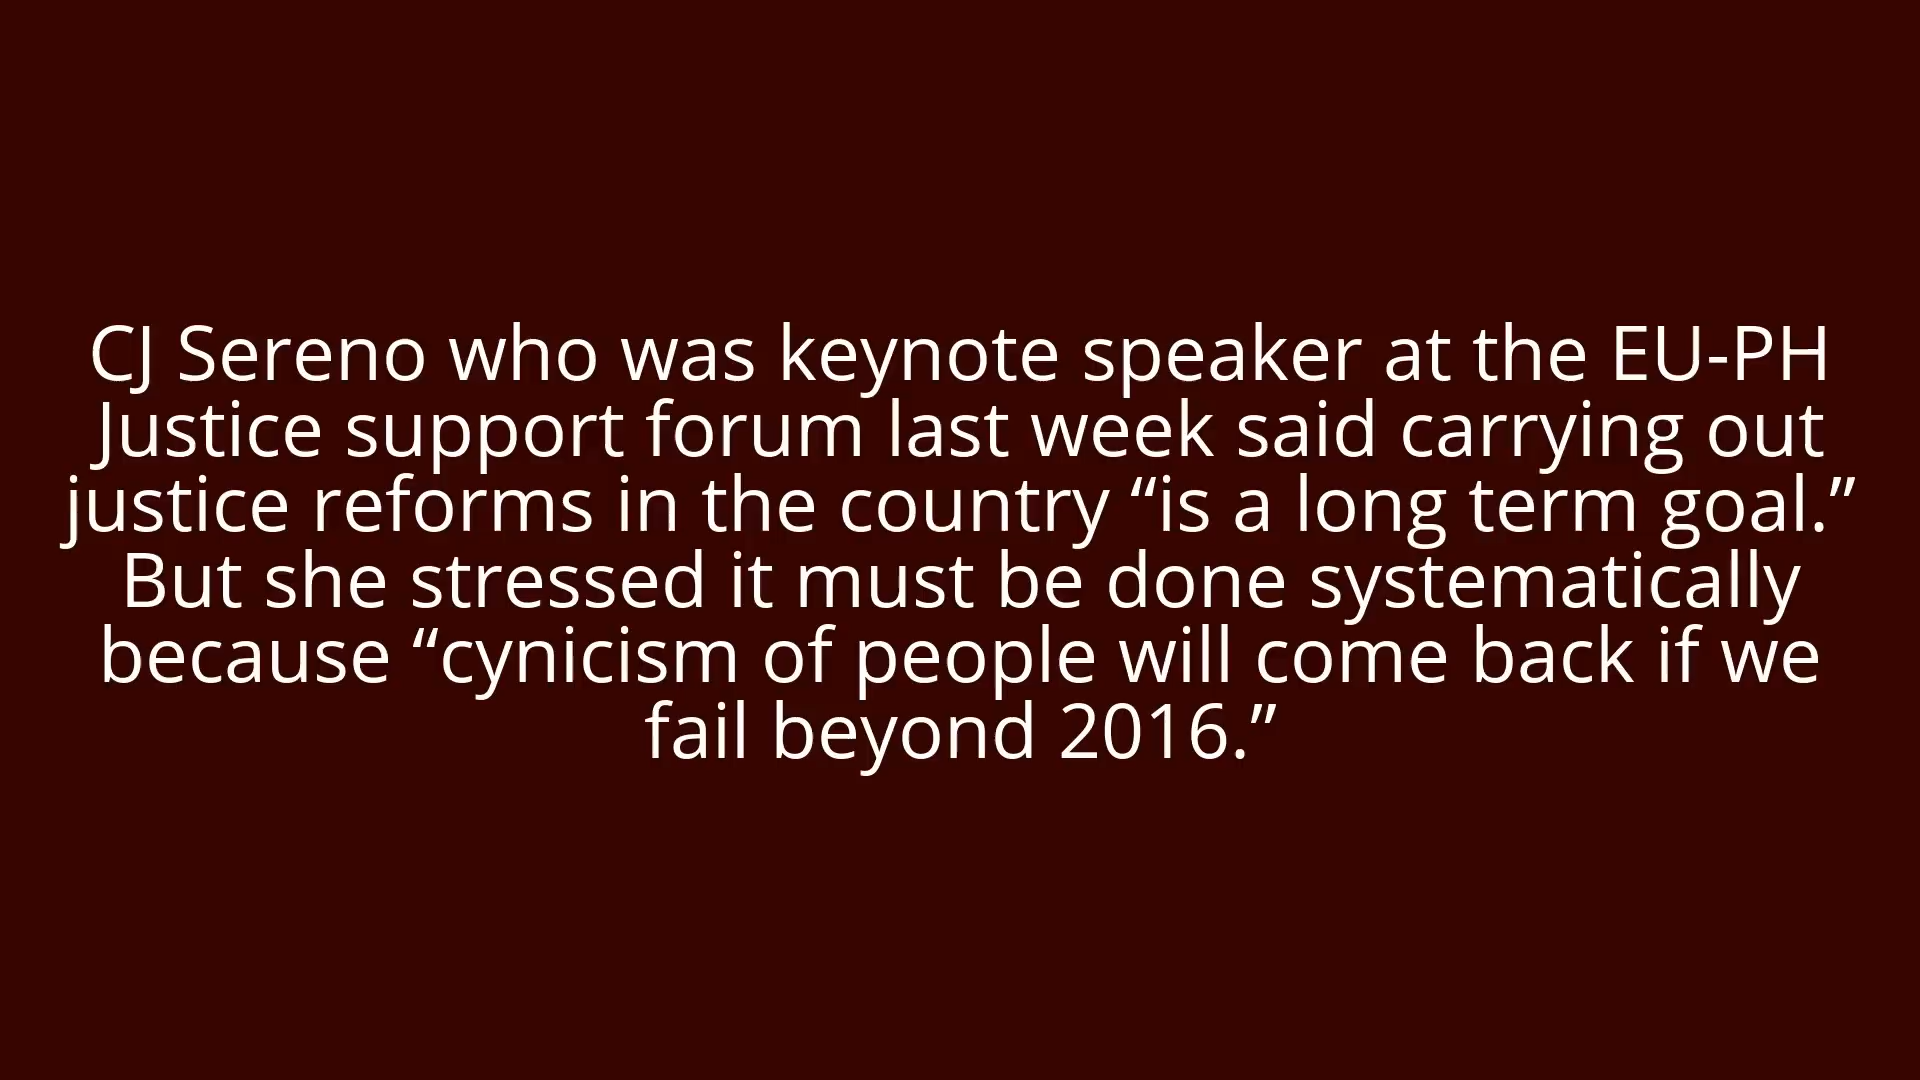 CJ Sereno who was keynote speaker at the EU-PH
Justice support forum last week said carrying out
justice reforms in the country “is a long term goal.”
But she stressed it must be done systematically
because “cynicism of people will come back if we
fail beyond 2016.”